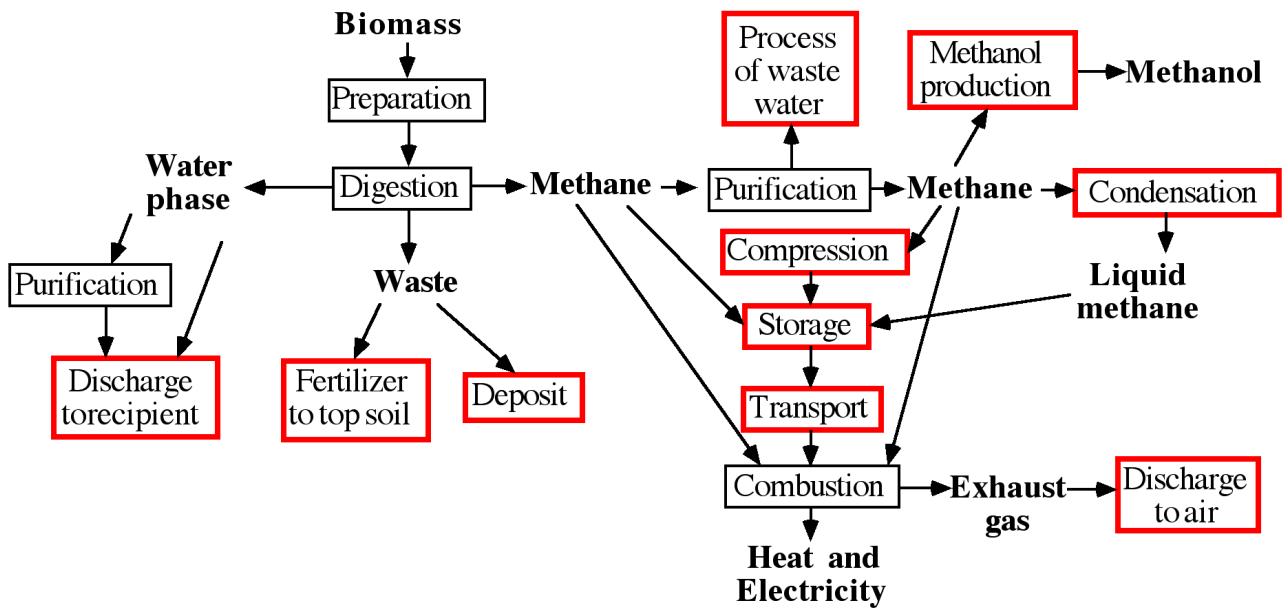 Biomass
Preparation
Water
phase
Digestion
Methane
Purification
Methane
Condensation
Process
of waste
water
Methanol
production
Methanol
Purification
Waste
Compression
Liquid
methane
Storage
Discharge
torecipient
Fertilizer
to top soil
Deposit
Transport
Combustion
Exhaust
gas
Discharge
to air
Heat and
Electricity